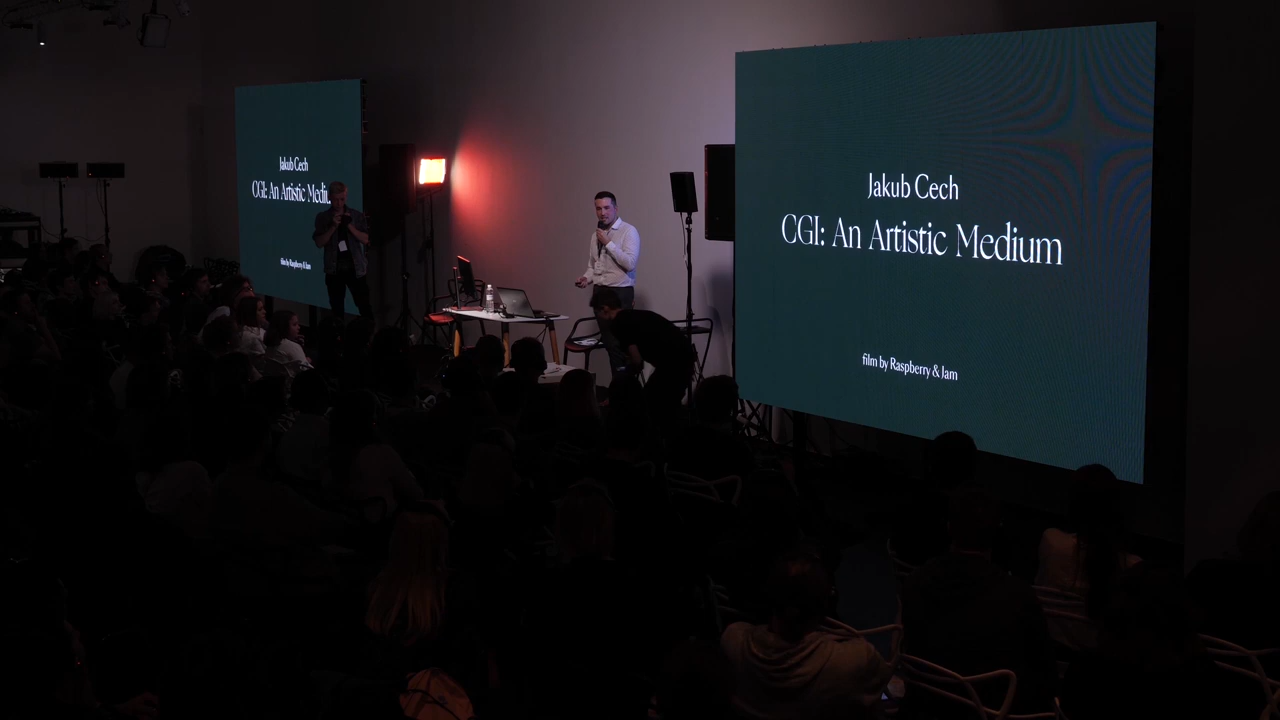 Jakub Cech
CGI: An Artistic Mediu
film by Raspberry & Jam
Jakub Cech
CGI: An Artistic Medium
film by Raspberry & Jam